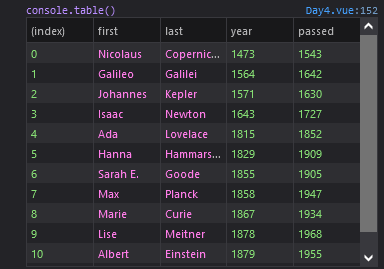 console.table() Day4.vue:152
(index) first last year passed
0 Nicolaus Copernic... 1473 1543
1 Galileo Galilei 1564 1642
2 Johannes Kepler 1571 1630
3 Isaac Newton 1643 1727
4 Ada Lovelace 1815 1852
5 Hanna Hammars... 1829 1909
6 Sarah E. Goode 1855 1905
7 Max Planck 1858 1947
8 Marie Curie 1867 1934
9 Lise Meitner 1878 1968
10 Albert Einstein 1879 1955